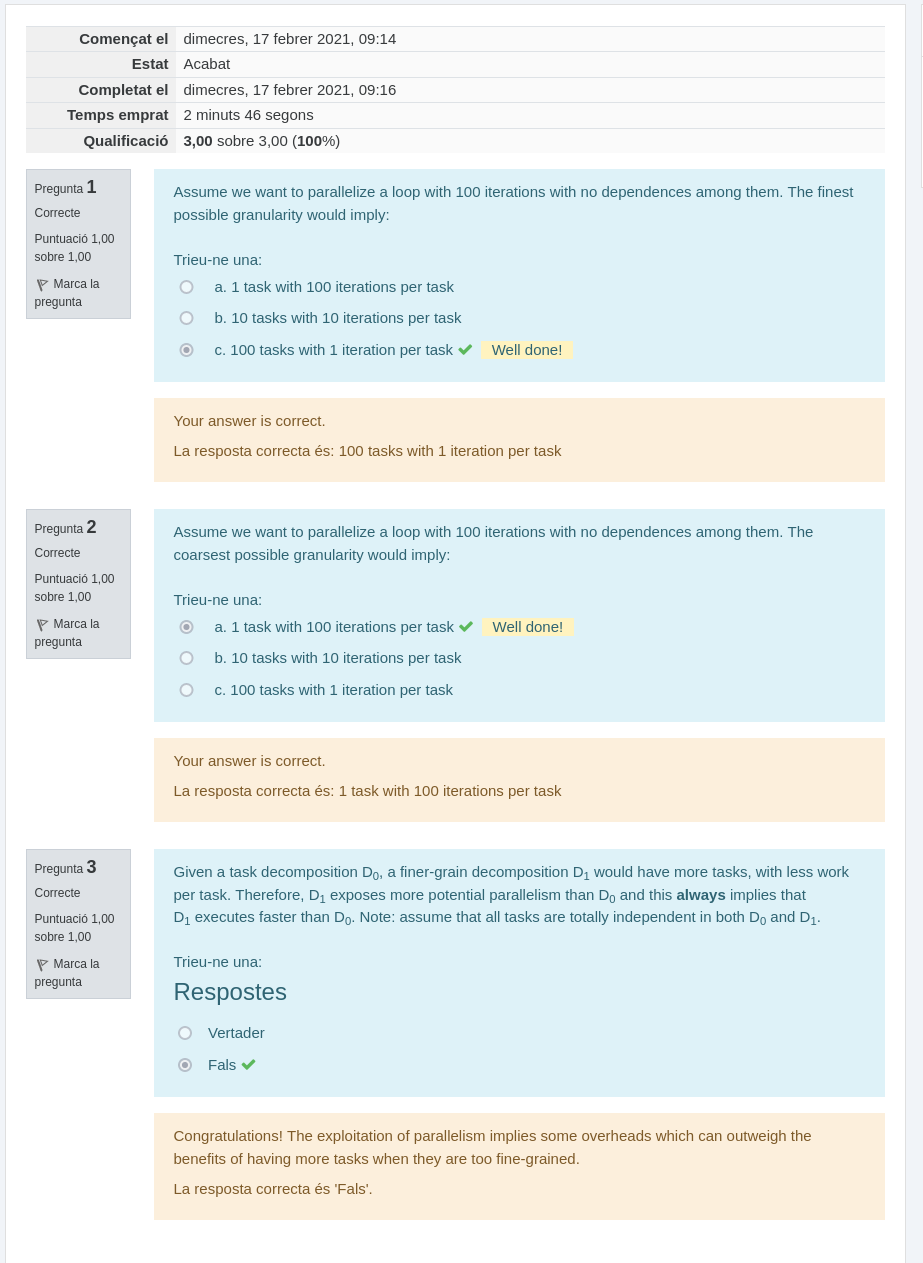 Començat el dimecres, 17 febrer 2021, 09:14
Estat Acabat
Completat el dimecres, 17 febrer 2021, 09:16
Temps emprat 2 minuts 46 segons
Qualificació 3,00 sobre 3,00 (100%)
Pregunta 1
Correcte
Puntuació 1,00
sobre 1,00
Marca la
pregunta
Assume we want to parallelize a loop with 100 iterations with no dependences among them. The finest
possible granularity would imply:
Trieu-ne una:
a. 1 task with 100 iterations per task
b. 10 tasks with 10 iterations per task
c. 100 tasks with 1 iteration per task Well done!
Your answer is correct.
La resposta correcta és: 100 tasks with 1 iteration per task
Pregunta 2
Correcte
Puntuació 1,00
sobre 1,00
Marca la
pregunta
Assume we want to parallelize a loop with 100 iterations with no dependences among them. The
coarsest possible granularity would imply:
Trieu-ne una:
a. 1 task with 100 iterations per task Well done!
b. 10 tasks with 10 iterations per task
c. 100 tasks with 1 iteration per task
Your answer is correct.
La resposta correcta és: 1 task with 100 iterations per task
Pregunta 3
Correcte
Puntuació 1,00
sobre 1,00
Marca la
pregunta
Given a task decomposition D0, a finer-grain decomposition D1 would have more tasks, with less work
per task. Therefore, D1 exposes more potential parallelism than D0 and this always implies that
D1 executes faster than D0. Note: assume that all tasks are totally independent in both D0 and D1.
Trieu-ne una:
Respostes
Vertader
Fals
Congratulations! The exploitation of parallelism implies some overheads which can outweigh the
benefits of having more tasks when they are too fine-grained.
La resposta correcta és 'Fals'.